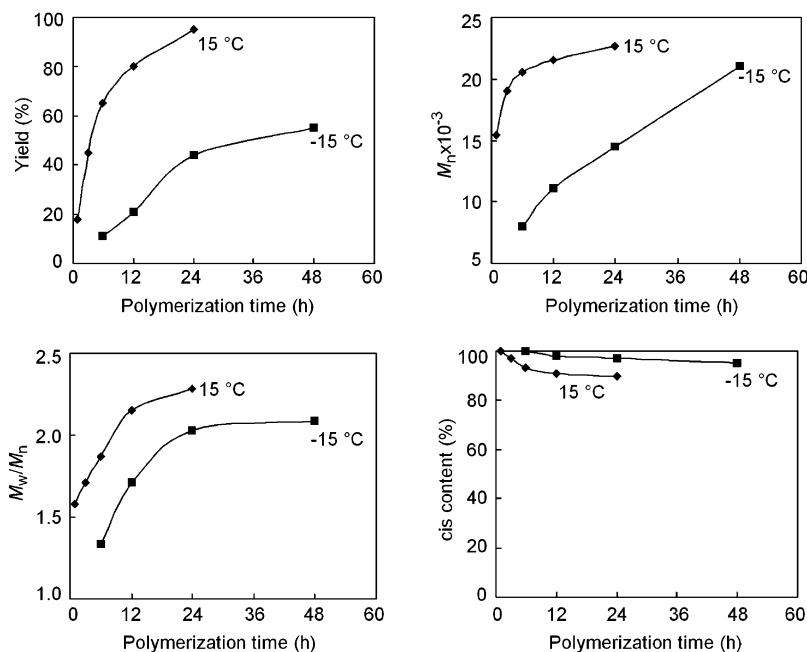 Yield (%)
100
80
60
40
20
0
0 12 24 36 48 60
15 °C
-15 °C
Polymerization time (h)
Mn×10-3
25
20
15
10
5
0 12 24 36 48 60
15 °C
-15 °C
Polymerization time (h)
Mw/Mn
2.5
2.0
1.5
1.0
0 12 24 36 48 60
15 °C
-15 °C
Polymerization time (h)
cis content (%)
100
80
60
40
20
0
0 12 24 36 48 60
15 °C
-15 °C
Polymerization time (h)